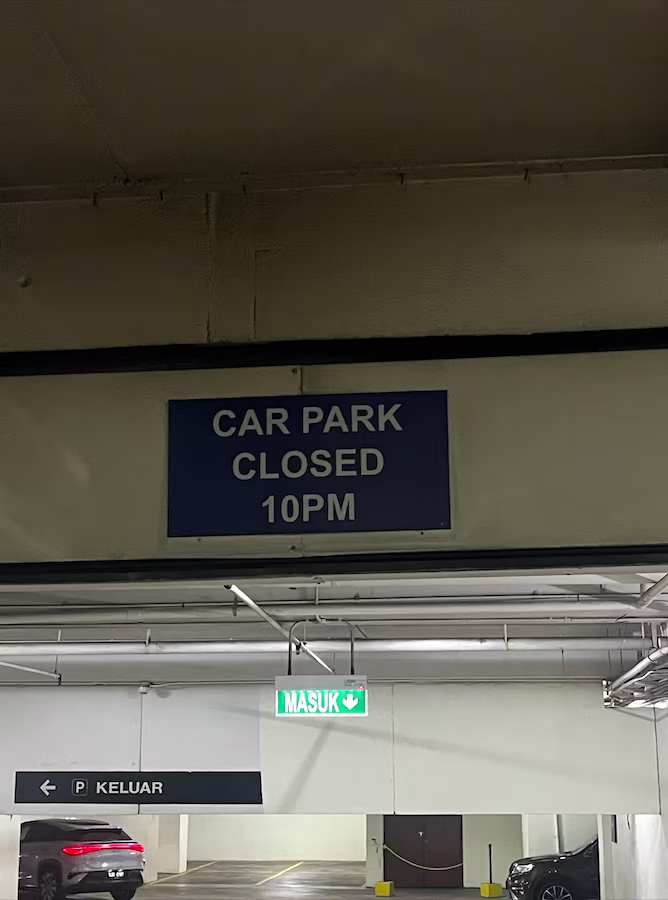 CAR PARK
CLOSED
10PM
MASUK
P KELUAR